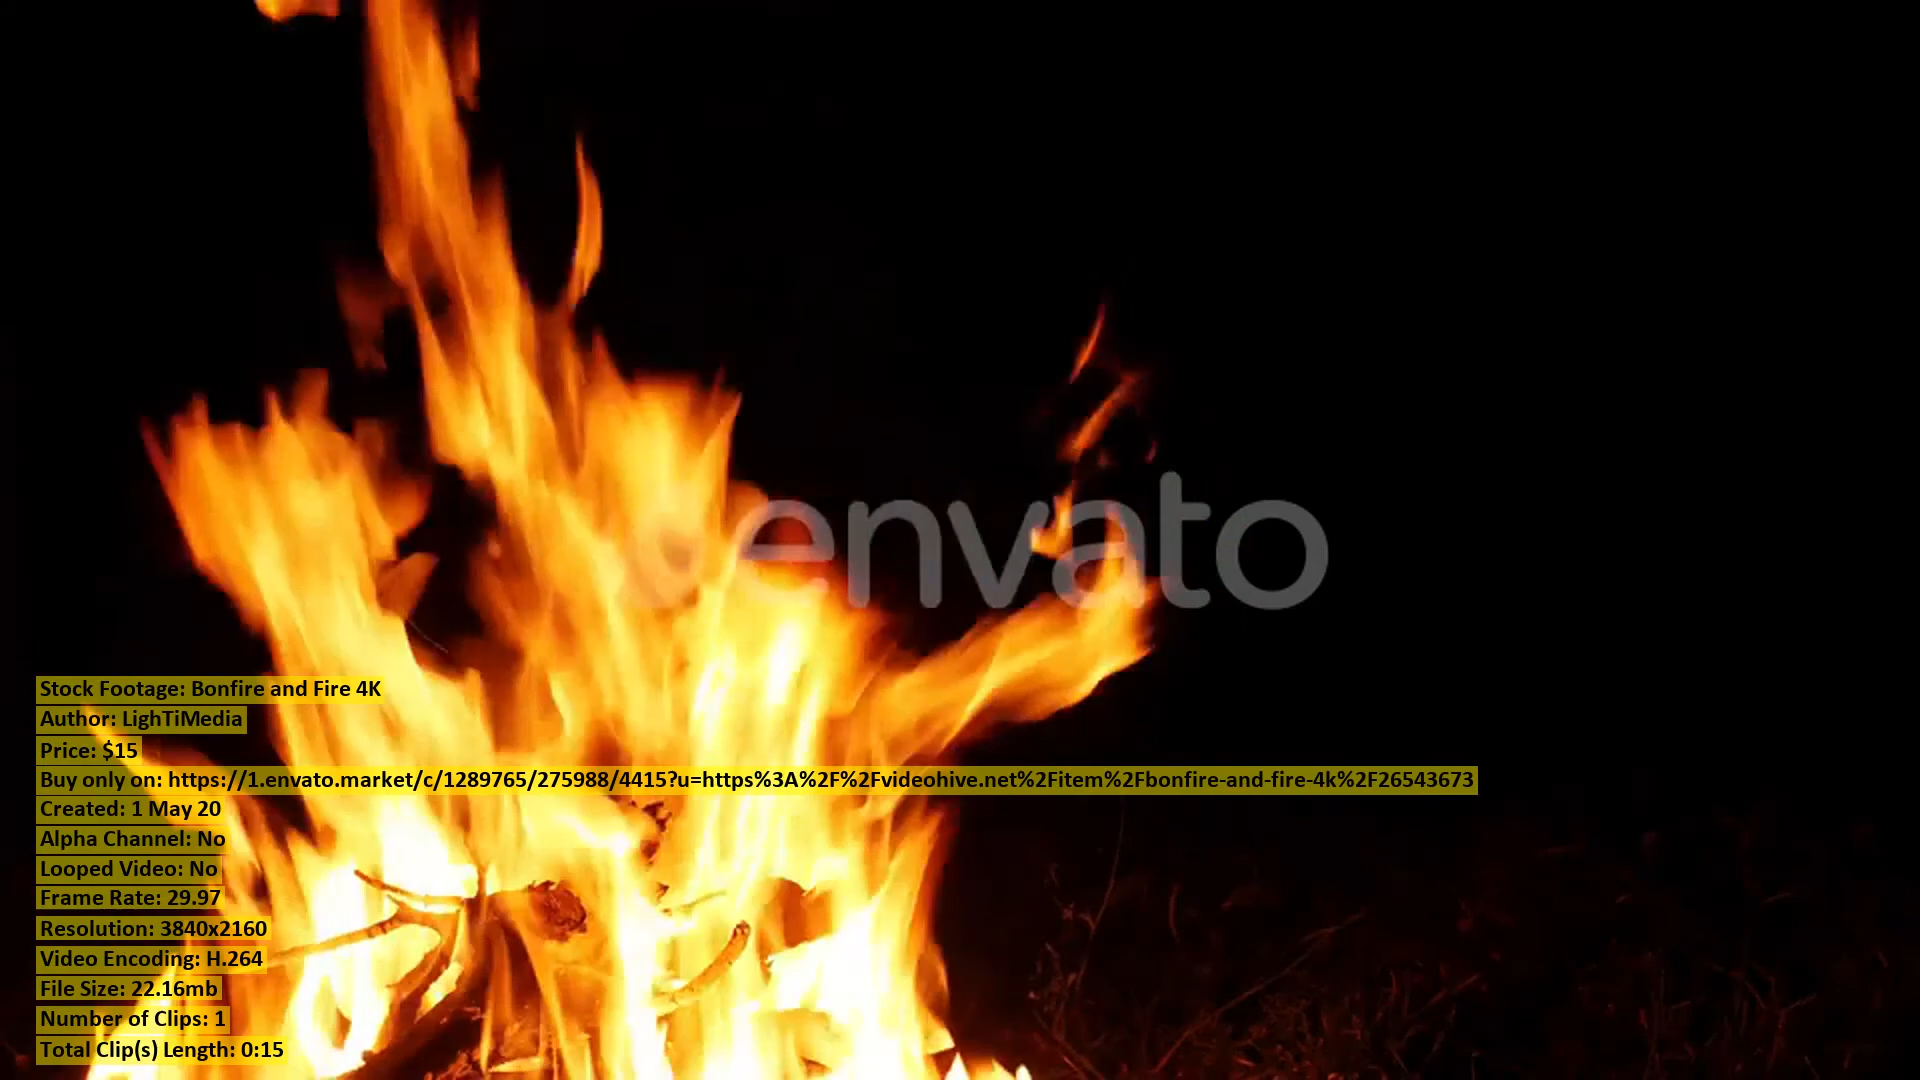 envato
Stock Footage: Bonfire and Fire 4K
Author: LighTiMedia
Price: $15
Buy only on: https://1.envato.market/c/1289765/275988/4415?u=https%3A%2F%2Fvideohive.net%2Fitem%2Fbonfire-and-fire-4k%2F26543673
Created: 1 May 20
Alpha Channel: No
Looped Video: No
Frame Rate: 29.97
Resolution: 3840x2160
Video Encoding: H.264
File Size: 22.16mb
Number of Clips: 1
Total Clip(s) Length: 0:15